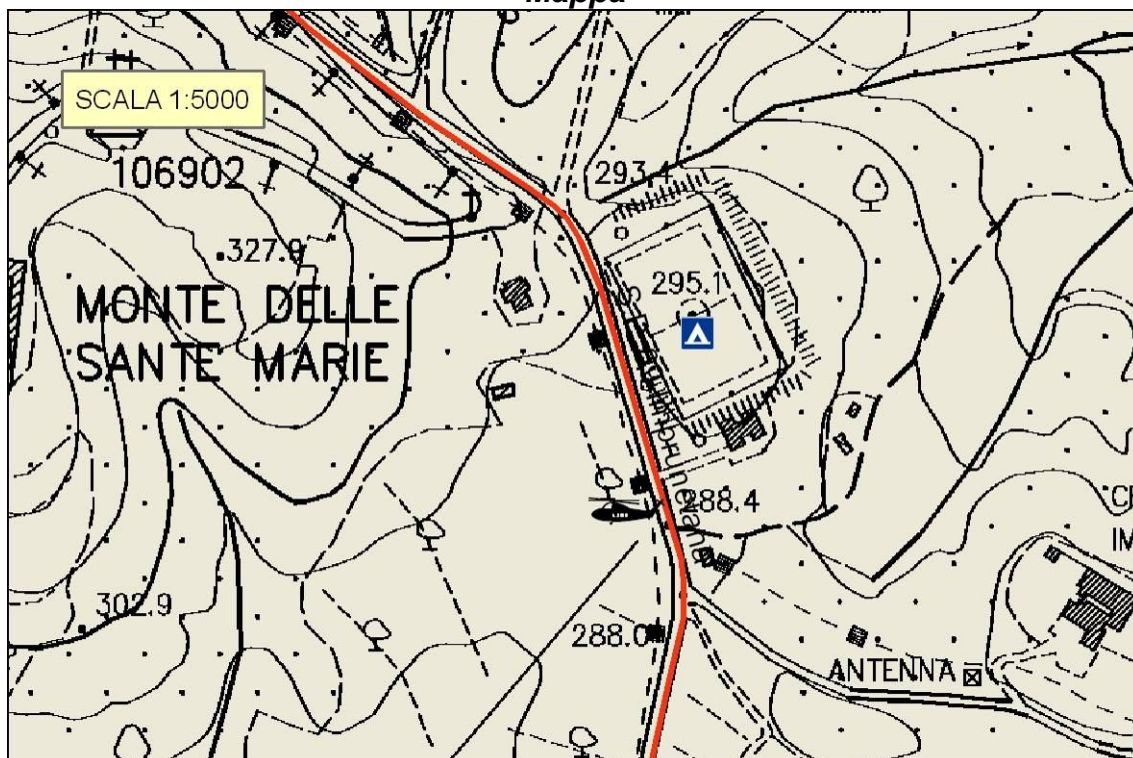 Mappa
SCALA 1:5000
106902
293.4
327.9
295.1
MONTE DELLE
SANTE MARIE
288.4
302.9
288.0
ANTENNA